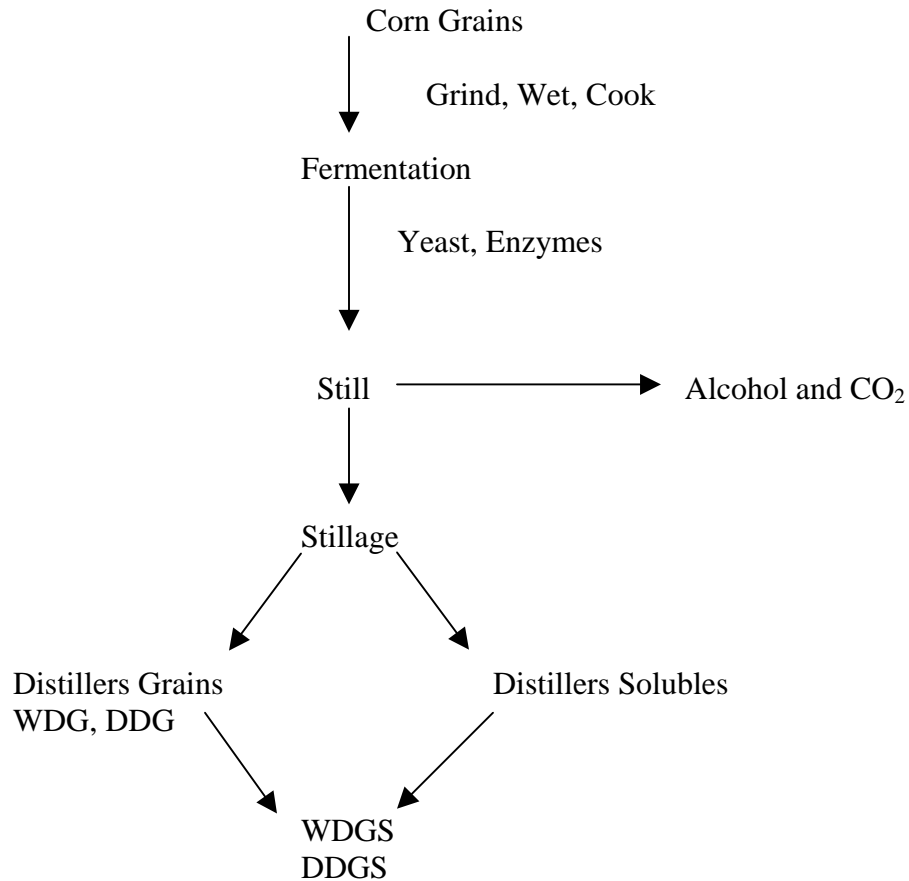 Corn Grains
Grind, Wet, Cook
Fermentation
Yeast, Enzymes
Still
Alcohol and CO₂
Stillage
Distillers Grains
WDG, DDG
Distillers Solubles
WDGS
DDGS